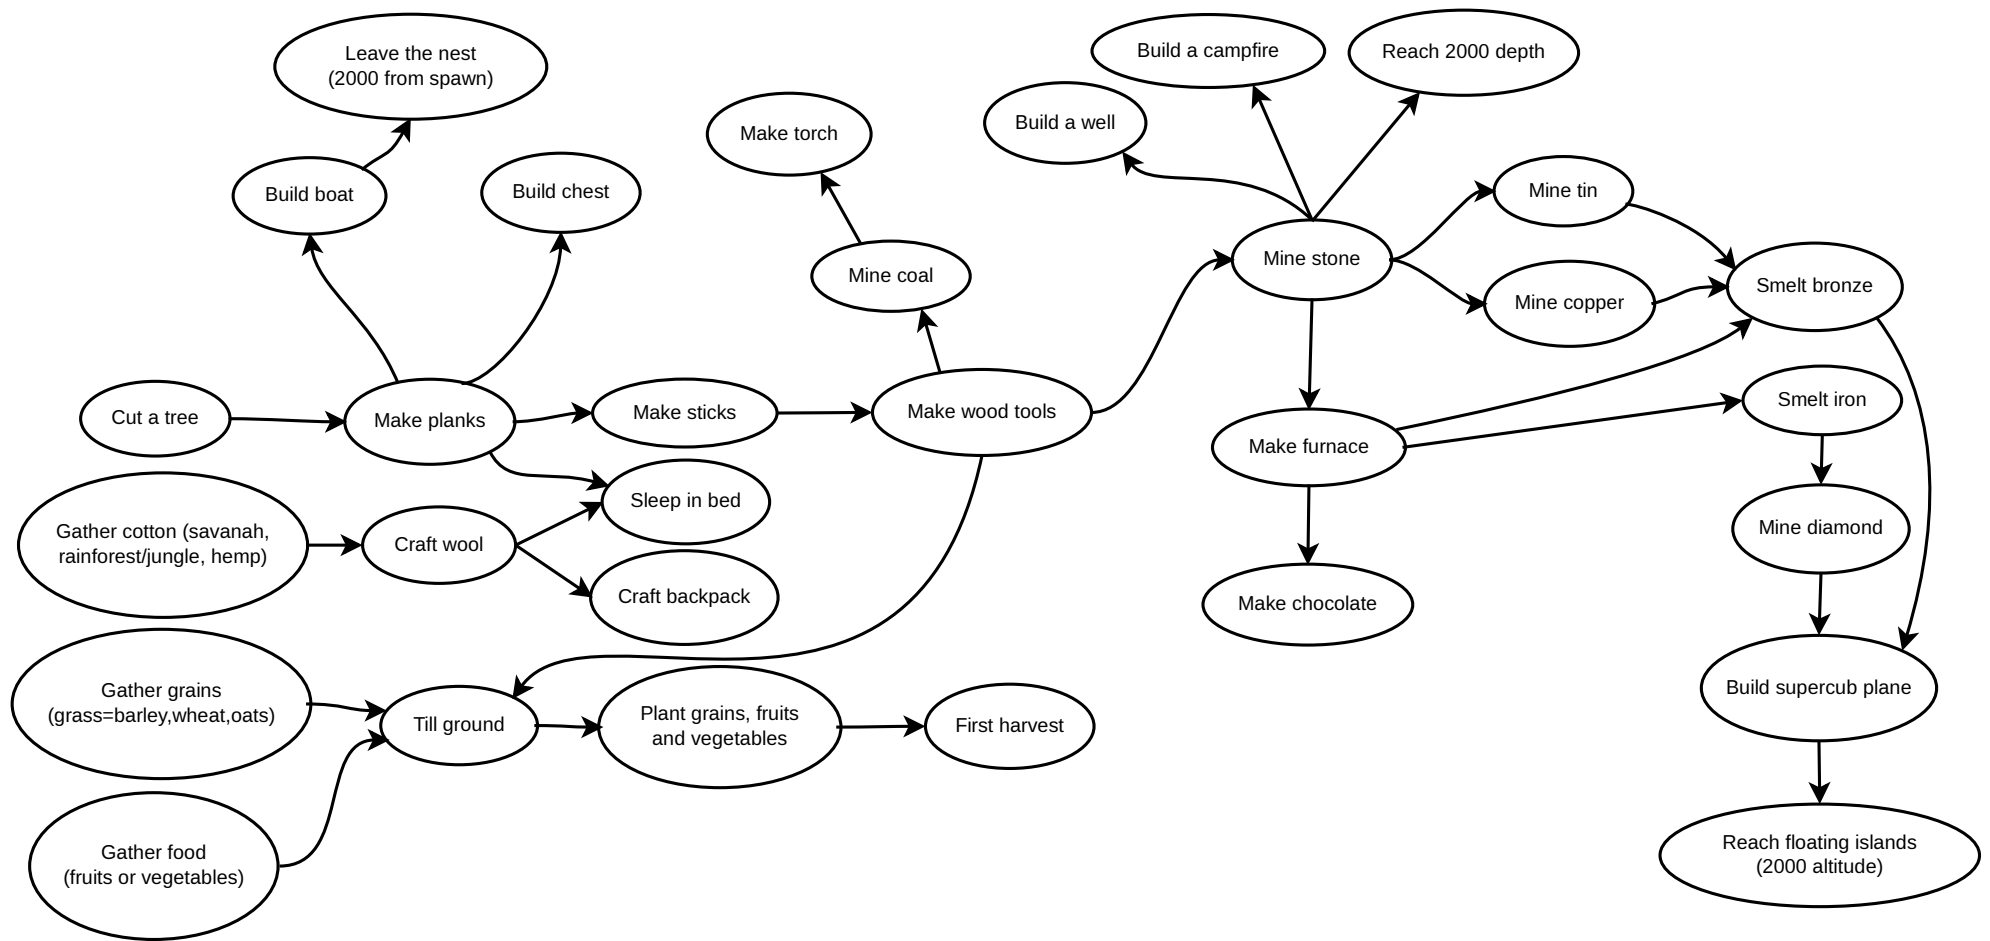 Leave the nest
(2000 from spawn)
Build a campfire
Reach 2000 depth
Build a well
Make torch
Build boat
Build chest
Mine tin
Mine stone
Mine coal
Mine copper
Smelt bronze
Cut a tree
Make planks
Make sticks
Make wood tools
Smelt iron
Make furnace
Sleep in bed
Gather cotton (savanah,
rainforest/jungle, hemp)
Craft wool
Mine diamond
Craft backpack
Make chocolate
Gather grains
(grass=barley,wheat,oats)
Till ground
Plant grains, fruits
and vegetables
First harvest
Build supercub plane
Gather food
(fruits or vegetables)
Reach floating islands
(2000 altitude)